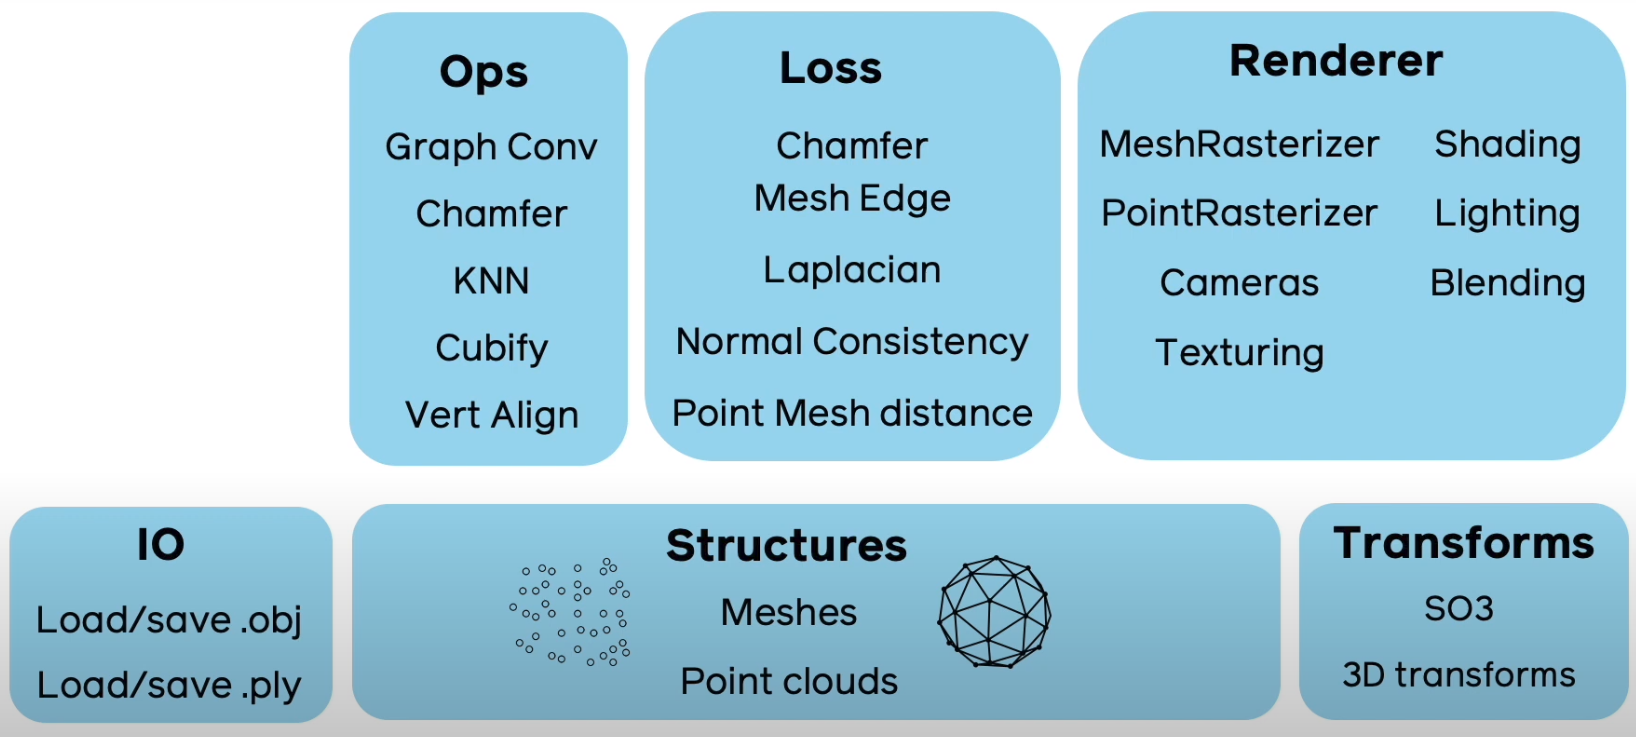 Ops
Graph Conv
Chamfer
KNN
Cubify
Vert Align
Loss
Chamfer
Mesh Edge
Laplacian
Normal Consistency
Point Mesh distance
Renderer
MeshRasterizer
PointRasterizer
Cameras
Texturing
Shading
Lighting
Blending
IO
Load/save .obj
Load/save .ply
Structures
Meshes
Point clouds
Transforms
SO3
3D transforms